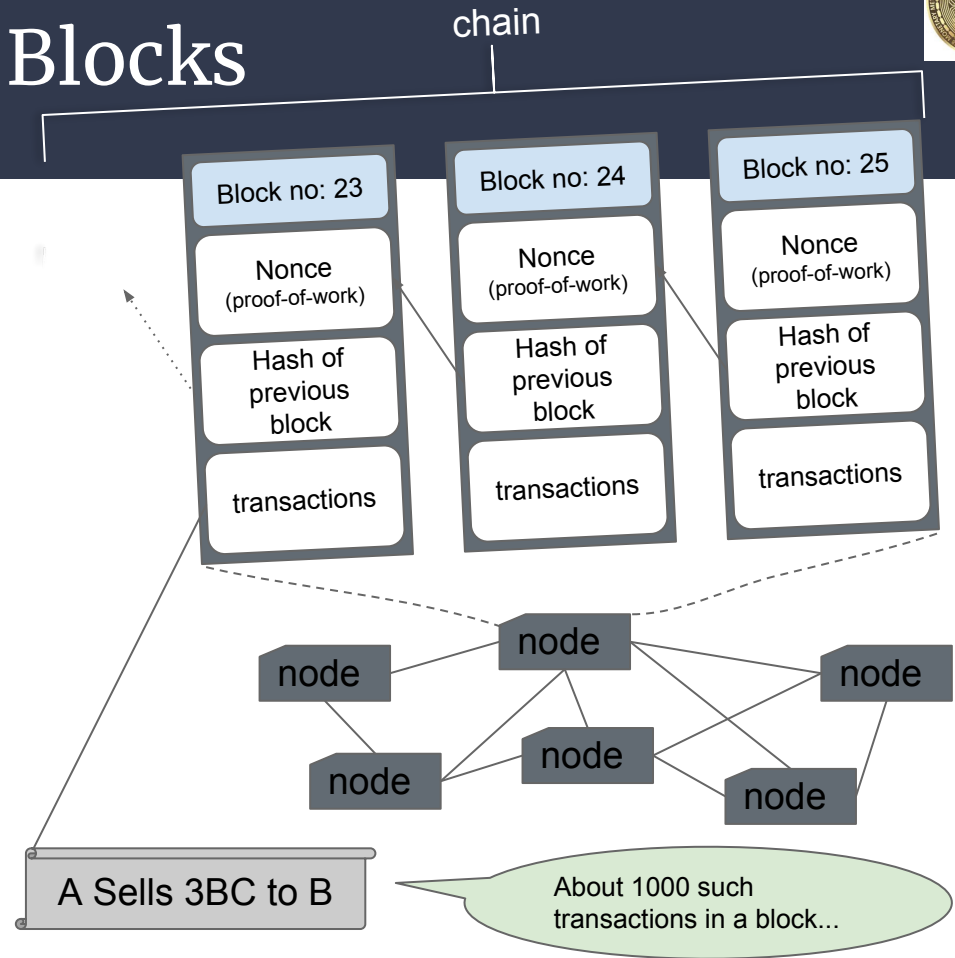 Blocks
chain
Block no: 23
Nonce
(proof-of-work)
Hash of
previous
block
transactions
Block no: 24
Nonce
(proof-of-work)
Hash of
previous
block
transactions
Block no: 25
Nonce
(proof-of-work)
Hash of
previous
block
transactions
node
node
node
node
node
node
A Sells 3BC to B
About 1000 such
transactions in a block...